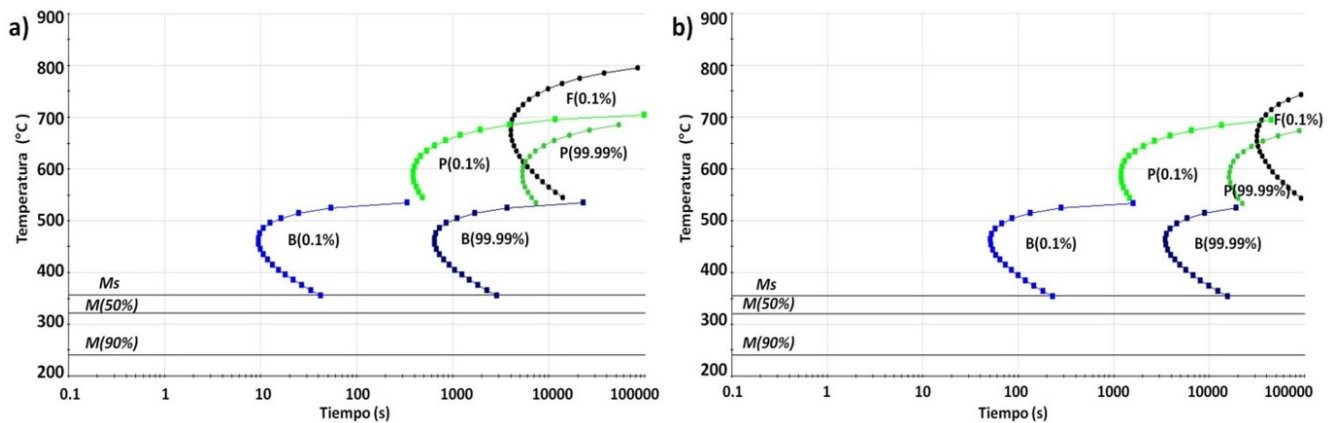 a)
900
800
700
600
500
400
300
200
Temperatura (°C)
F(0.1%)
P(0.1%)
P(99.99%)
B(0.1%)
B(99.99%)
Ms
M(50%)
M(90%)
0.1
1
10
100
1000
10000
100000
Tiempo (s)
b)
900
800
700
600
500
400
300
200
Temperatura (°C)
F(0.1%)
P(0.1%)
P(99.99%)
B(0.1%)
B(99.99%)
Ms
M(50%)
M(90%)
0.1
1
10
100
1000
10000
100000
Tiempo (s)